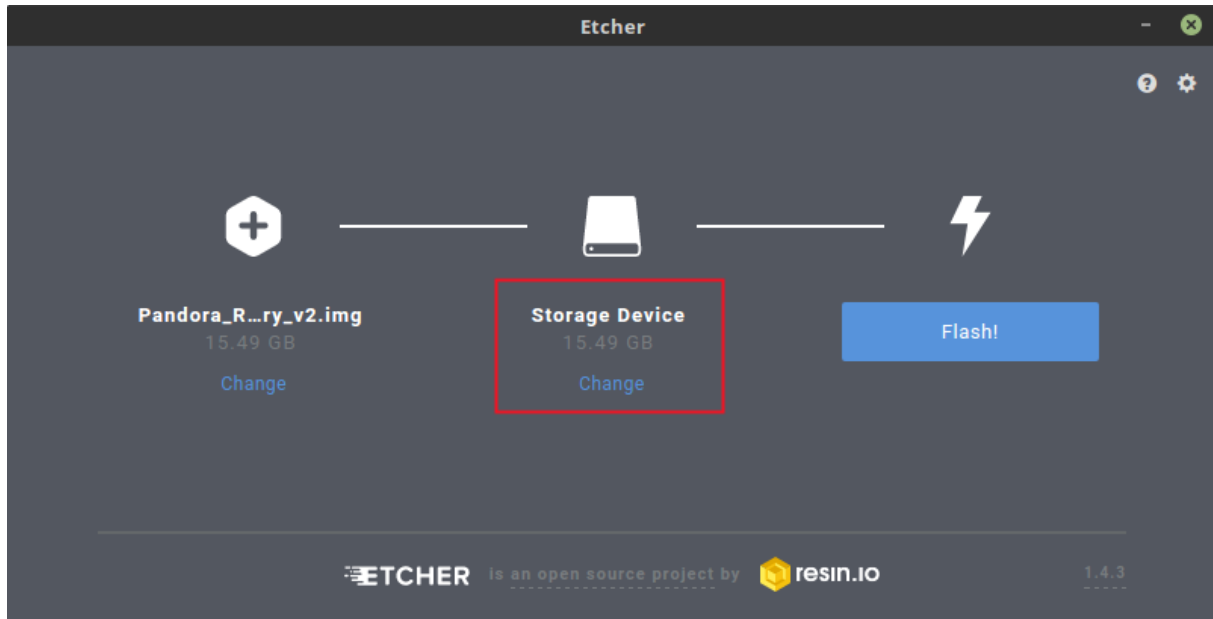 Etcher
Pandora_R...ry_v2.img
15.49 GB
Change
Storage Device
15.49 GB
Change
Flash!
ETCHER is an open source project by resin.io
1.4.3